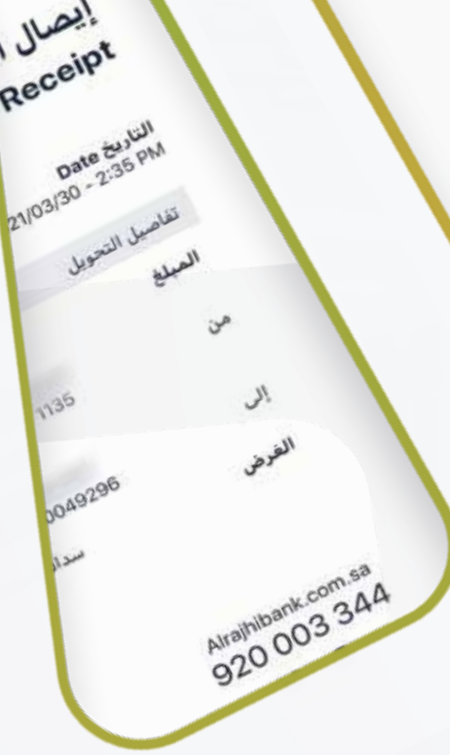 إيصال ا
Receipt
Date التاريخ
21/03/30 - 2:35 PM
تفاصيل التحويل
المبلغ
من
1135
إلى
0049296
الغرض
سداد
Alrajhibank.com.sa
920 003 344